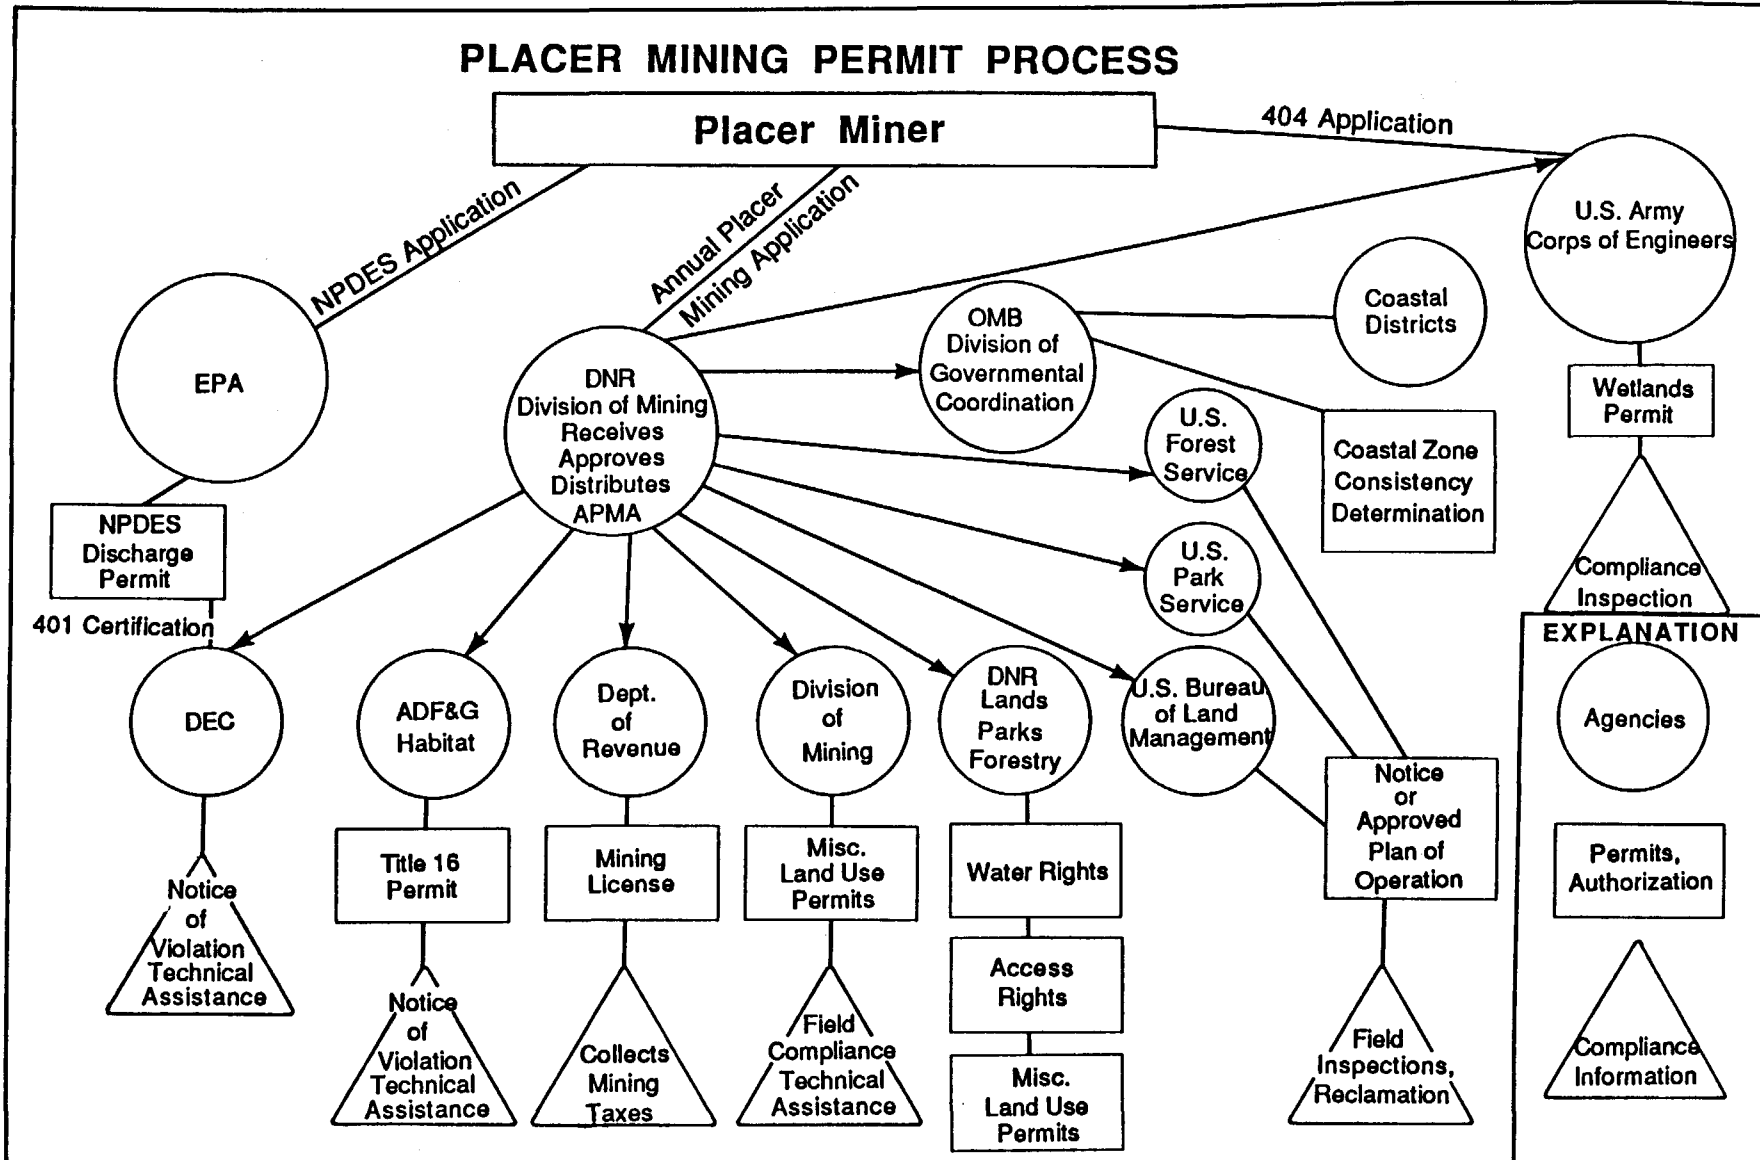 PLACER MINING PERMIT PROCESS
Placer Miner
404 Application
NPDES Application
Annual Placer
Mining Application
U.S. Army
Corps of Engineers
EPA
DNR
Division of Mining
Receives
Approves
Distributes
APMA
OMB
Division of
Governmental
Coordination
Coastal
Districts
Wetlands
Permit
U.S.
Forest
Service
Coastal Zone
Consistency
Determination
NPDES
Discharge
Permit
401 Certification
U.S.
Park
Service
Compliance
Inspection
DEC
ADF&G
Habitat
Dept.
of
Revenue
Division
of
Mining
DNR
Lands
Parks
Forestry
U.S. Bureau
of Land
Management
Notice
or
Approved
Plan of
Operation
Notice
of
Violation
Technical
Assistance
Title 16
Permit
Mining
License
Misc.
Land Use
Permits
Water Rights
Access
Rights
Misc.
Land Use
Permits
Notice
of
Violation
Technical
Assistance
Collects
Mining
Taxes
Field
Compliance
Technical
Assistance
Field
Inspections,
Reclamation
EXPLANATION
Agencies
Permits,
Authorization
Compliance
Information